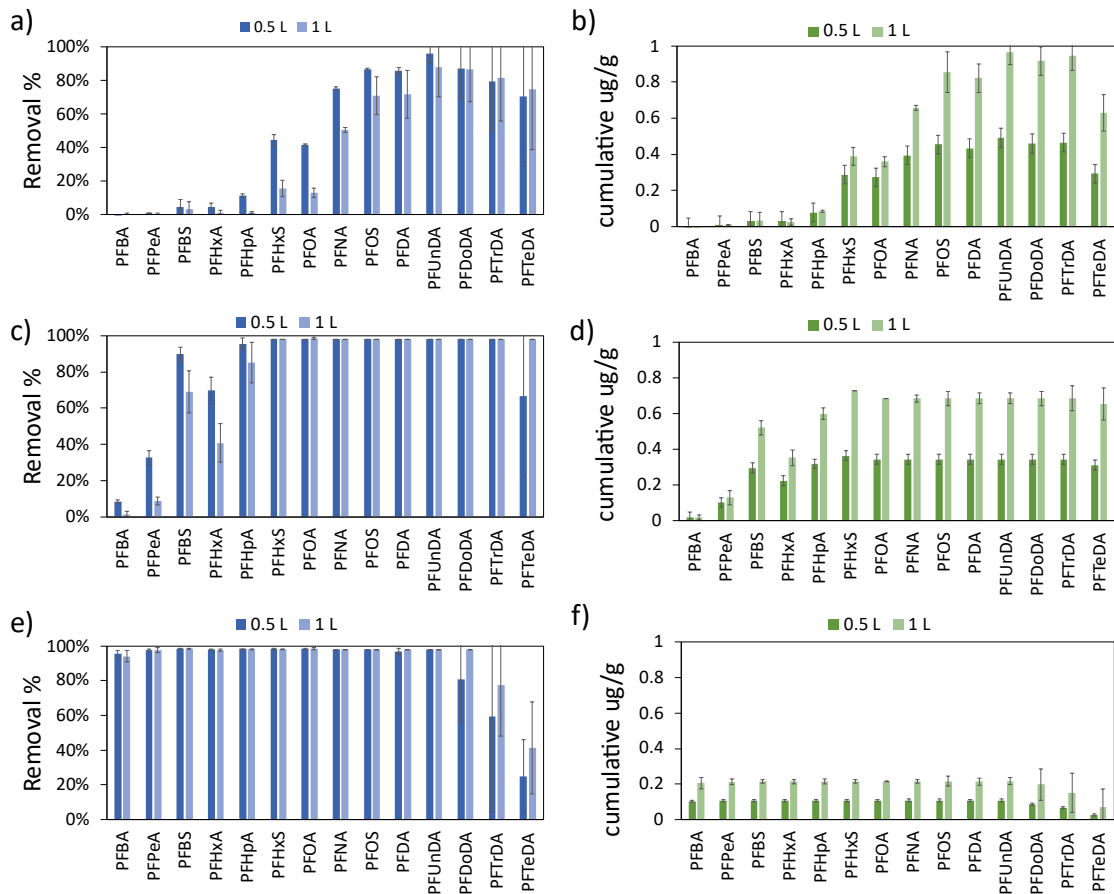 a)
0.5 L 1 L
Removal %
100%
80%
60%
40%
20%
0%
PFBA
PFPeA
PFBS
PFHxA
PFHpA
PFHxS
PFOA
PFNA
PFOS
PFDA
PFUnDA
PFDoDA
PFTrDA
PFTeDA
b)
0.5 L 1 L
cumulative ug/g
1
0.8
0.6
0.4
0.2
0
PFBA
PFPeA
PFBS
PFHxA
PFHpA
PFHxS
PFOA
PFNA
PFOS
PFDA
PFUnDA
PFDoDA
PFTrDA
PFTeDA
c)
0.5 L 1 L
Removal %
100%
80%
60%
40%
20%
0%
PFBA
PFPeA
PFBS
PFHxA
PFHpA
PFHxS
PFOA
PFNA
PFOS
PFDA
PFUnDA
PFDoDA
PFTrDA
PFTeDA
d)
0.5 L 1 L
cumulative ug/g
1
0.8
0.6
0.4
0.2
0
PFBA
PFPeA
PFBS
PFHxA
PFHpA
PFHxS
PFOA
PFNA
PFOS
PFDA
PFUnDA
PFDoDA
PFTrDA
PFTeDA
e)
0.5 L 1 L
Removal %
100%
80%
60%
40%
20%
0%
PFBA
PFPeA
PFBS
PFHxA
PFHpA
PFHxS
PFOA
PFNA
PFOS
PFDA
PFUnDA
PFDoDA
PFTrDA
PFTeDA
f)
0.5 L 1 L
cumulative ug/g
1
0.8
0.6
0.4
0.2
0
PFBA
PFPeA
PFBS
PFHxA
PFHpA
PFHxS
PFOA
PFNA
PFOS
PFDA
PFUnDA
PFDoDA
PFTrDA
PFTeDA